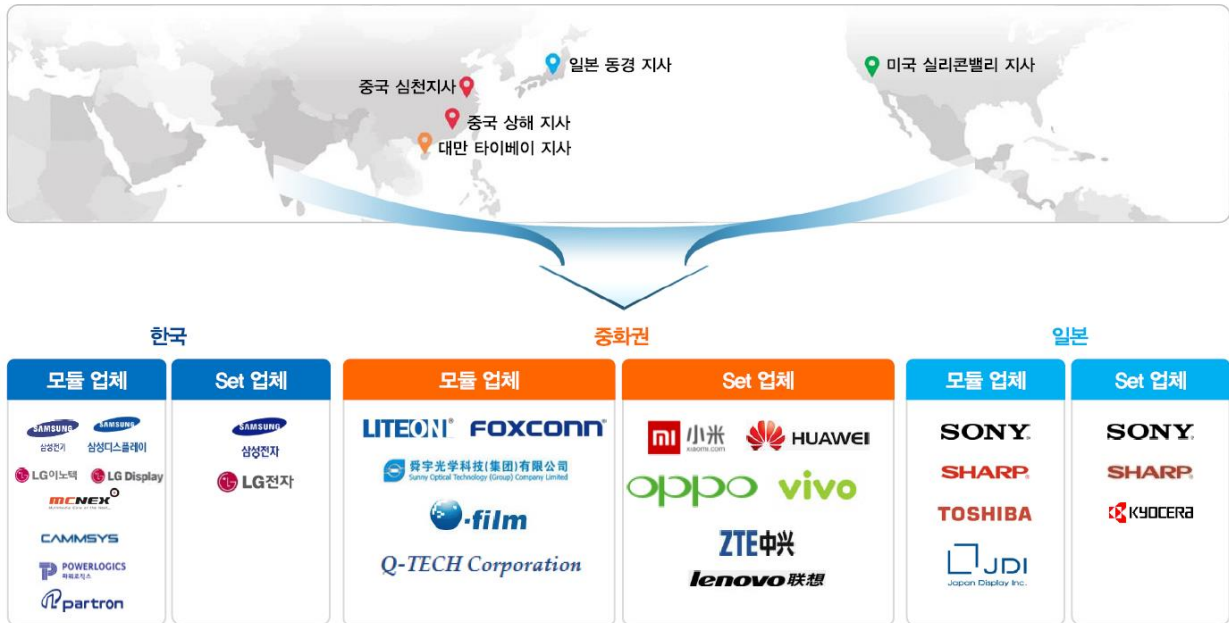 일본 동경 지사
미국 실리콘밸리 지사
중국 심천지사
중국 상해 지사
대만 타이베이 지사
한국
중화권
일본
모듈 업체
Set 업체
모듈 업체
Set 업체
모듈 업체
Set 업체
SAMSUNG
삼성전기
SAMSUNG
삼성디스플레이
LG이노텍
LG Display
MCNEX
CAMMSYS
POWERLOGICS
파워로직스
partron
SAMSUNG
삼성전자
LG전자
LITEON®
FOXCONN®
舜宇光学科技(集团)有限公司
Sunny Optical Technology (Group) Company Limited
-film
Q-TECH Corporation
mi 小米
xiaomi.com
HUAWEI
oppo
vivo
ZTE中兴
lenovo联想
SONY
SHARP
TOSHIBA
JDI
Japan Display Inc.
SONY
SHARP
KYOCERA